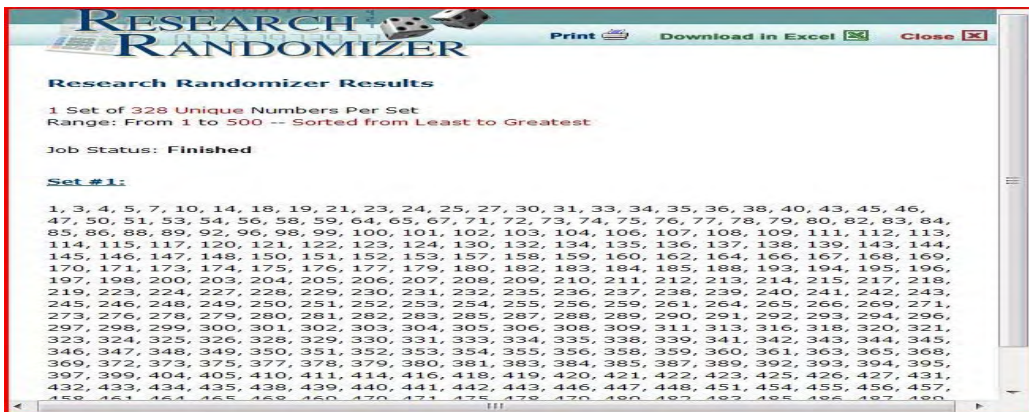 RESEARCH
RANDOMIZER
Print Download in Excel Close
Research Randomizer Results
1 Set of 328 Unique Numbers Per Set
Range: From 1 to 500 -- Sorted from Least to Greatest
Job Status: Finished
Set #1:
1, 3, 4, 5, 7, 10, 14, 18, 19, 21, 23, 24, 25, 27, 30, 31, 33, 34, 35, 36, 38, 40, 43, 45, 46,
47, 50, 51, 53, 54, 56, 58, 59, 64, 65, 67, 71, 72, 73, 74, 75, 76, 77, 78, 79, 80, 82, 83, 84,
85, 86, 88, 89, 92, 96, 98, 99, 100, 101, 102, 103, 104, 106, 107, 108, 109, 111, 112, 113,
114, 115, 117, 120, 121, 122, 123, 124, 130, 132, 134, 135, 136, 137, 138, 139, 143, 144,
145, 146, 147, 148, 150, 151, 152, 153, 157, 158, 159, 160, 162, 164, 166, 167, 168, 169,
170, 171, 173, 174, 175, 176, 177, 179, 180, 182, 183, 184, 185, 188, 193, 194, 195, 196,
197, 198, 200, 203, 204, 205, 206, 207, 208, 209, 210, 211, 212, 213, 214, 215, 217, 218,
219, 223, 224, 227, 228, 229, 230, 231, 232, 235, 236, 237, 238, 239, 240, 241, 242, 243,
245, 246, 248, 249, 250, 251, 252, 253, 254, 255, 256, 259, 261, 264, 265, 266, 269, 271,
273, 276, 278, 279, 280, 281, 282, 283, 285, 287, 288, 289, 290, 291, 292, 293, 294, 296,
297, 298, 299, 300, 301, 302, 303, 304, 305, 306, 308, 309, 311, 313, 316, 318, 320, 321,
323, 324, 325, 326, 328, 329, 330, 331, 333, 334, 335, 338, 339, 341, 342, 343, 344, 345,
346, 347, 348, 349, 350, 351, 352, 353, 354, 355, 356, 358, 359, 360, 361, 363, 365, 368,
369, 372, 373, 375, 377, 378, 379, 380, 381, 383, 384, 385, 387, 389, 392, 393, 394, 395,
397, 399, 404, 405, 410, 411, 414, 416, 418, 419, 420, 421, 422, 423, 425, 426, 427, 431,
432, 433, 434, 435, 438, 439, 440, 441, 442, 443, 446, 447, 448, 451, 454, 455, 456, 457,